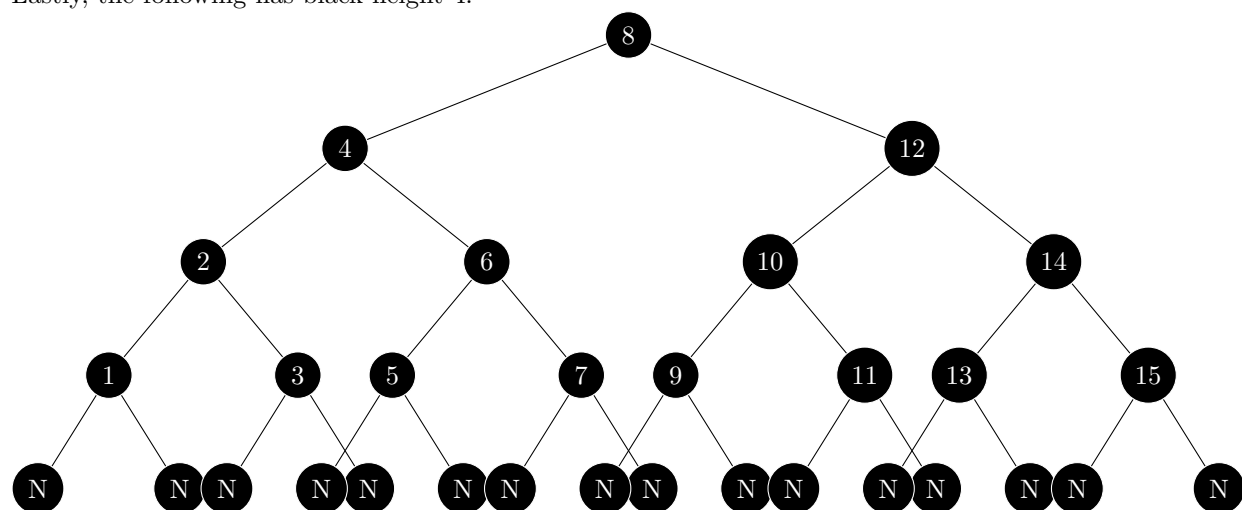 Lastly, the following has black-height 4.
8
4 12
2 6 10 14
1 3 5 7 9 11 13 15
N N N N N N N N N N N N N N N N